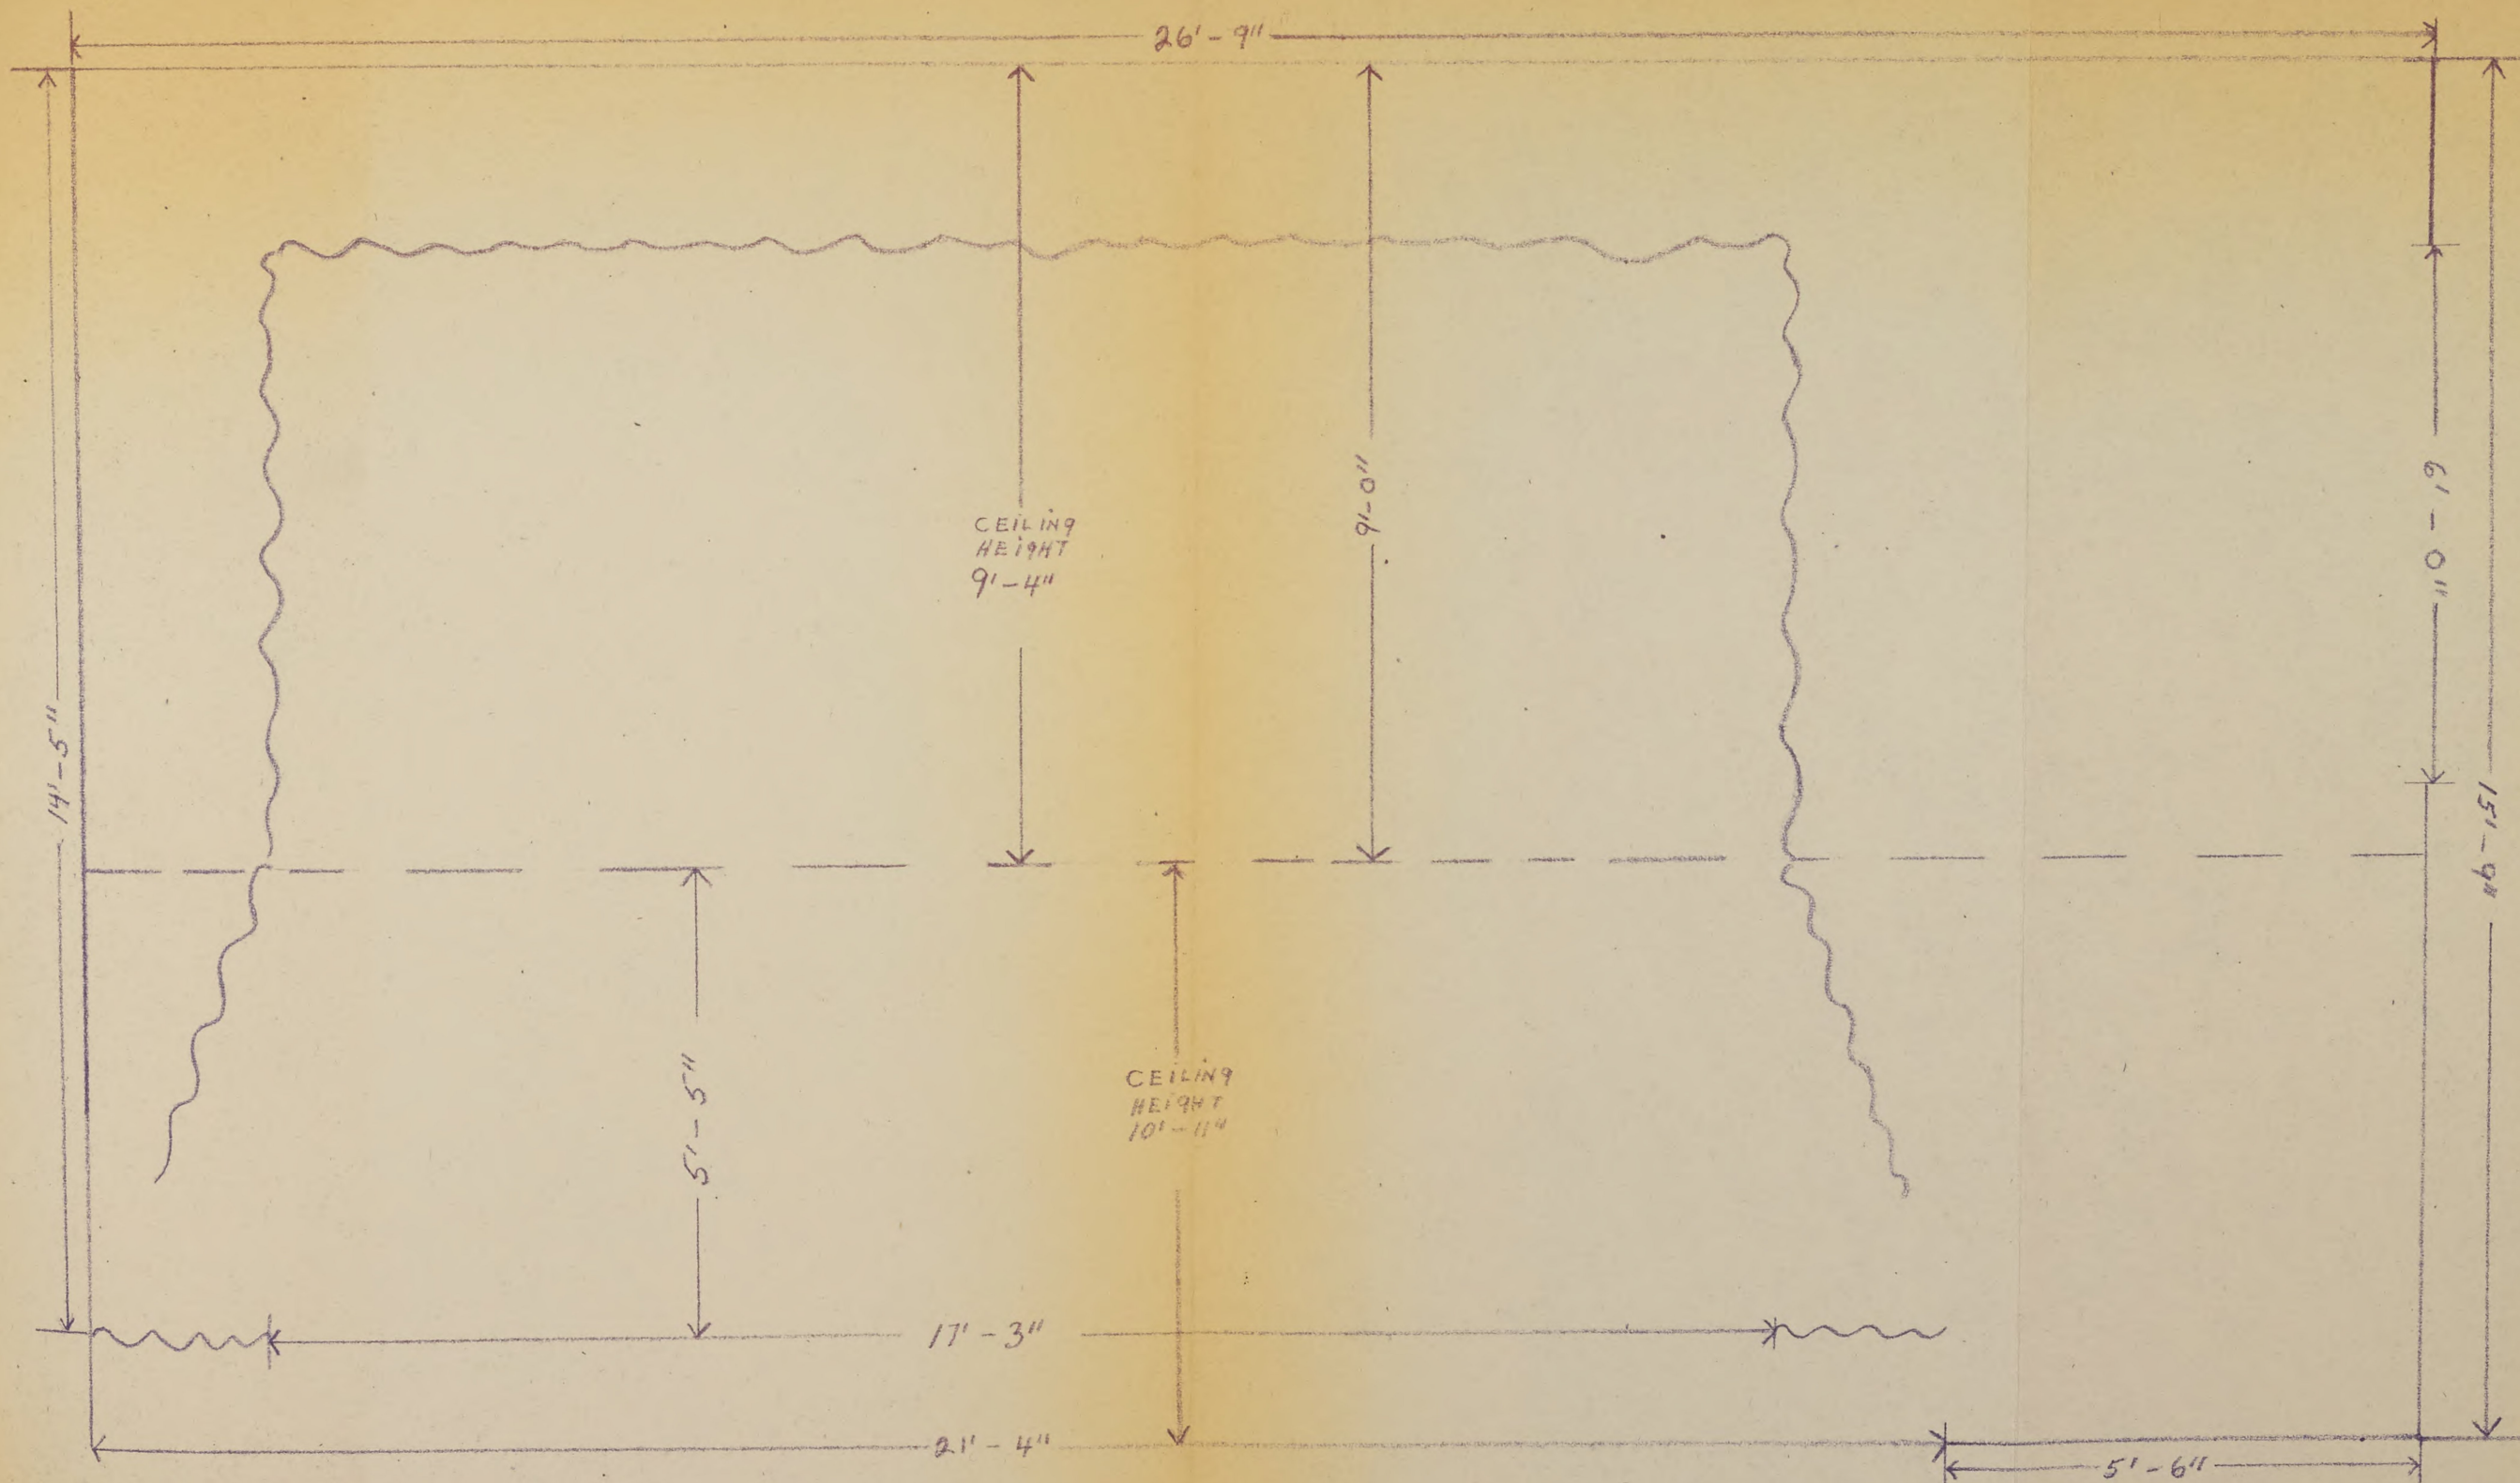 26'-9"
CEILING
HEIGHT
9'-4"
9'-0"
6'-0"
14'-5"
15'-9"
5'-5"
CEILING
HEIGHT
10'-11"
17'-3"
21'-4"
5'-6"